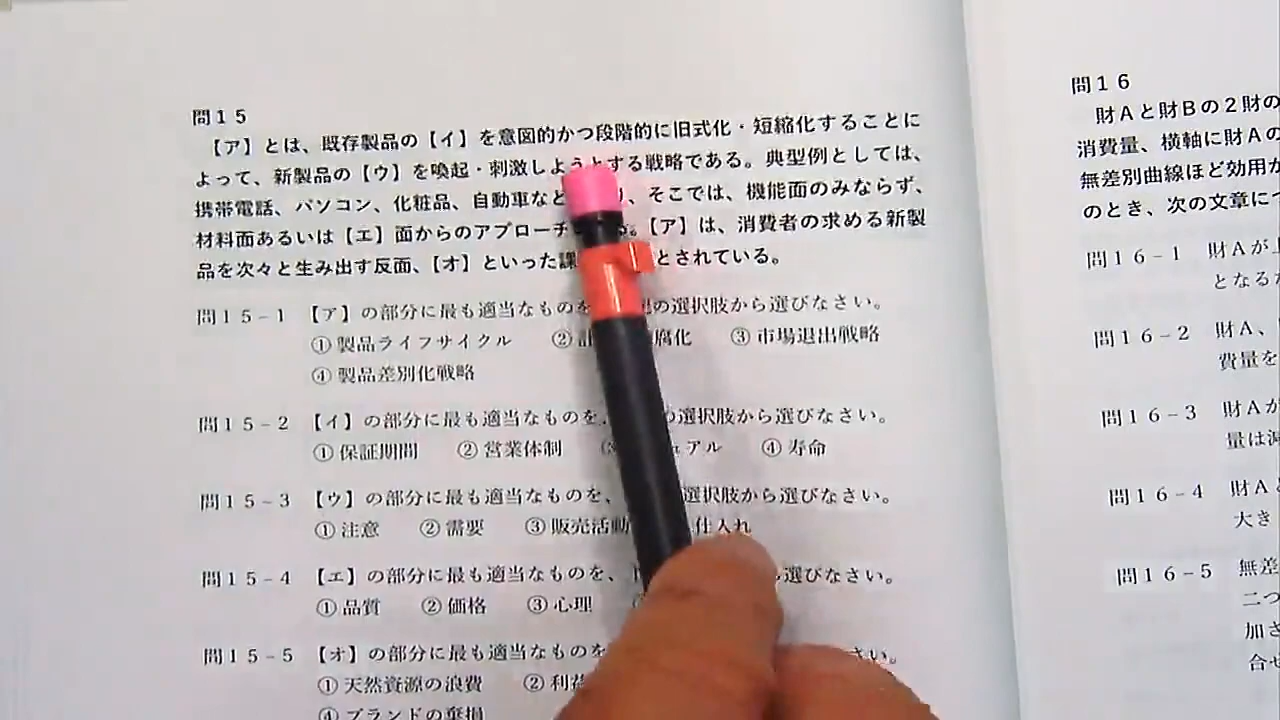 問15
【ア】とは、既存製品の【イ】を意図的かつ段階的に旧式化・短縮化することに
よって、新製品の【ウ】を喚起・刺激しようとする戦略である。典型例としては、
携帯電話、パソコン、化粧品、自動車など、そこでは、機能面のみならず、
材料面あるいは【エ】面からのアプローチ。【ア】は、消費者の求める新製
品を次々と生み出す反面、【オ】といった課とされている。
問15-1 【ア】の部分に最も適当なものをの選択肢から選びなさい。
① 製品ライフサイクル ② 腐化 ③ 市場退出戦略
④ 製品差別化戦略
問15-2 【イ】の部分に最も適当なものを選択肢から選びなさい。
① 保証期間 ② 営業体制 ュアル ④ 寿命
問15-3 【ウ】の部分に最も適当なものを、選択肢から選びなさい。
① 注意 ② 需要 ③ 販売活動 仕入れ
問15-4 【エ】の部分に最も適当なものを、選びなさい。
① 品質 ② 価格 ③ 心理
問15-5 【オ】の部分に最も適当なものを さい。
① 天然資源の浪費 ② 利
④ ブランドの棄損
問16
財Aと財Bの2財の
消費量、横軸に財Aの
無差別曲線ほど効用か
のとき、次の文章に
問16-1 財Aが
となる
問16-2 財A、
費量を
問16-3 財Aが
量は減
問16-4 財A
大き
問16-5 無差
二つ
加さ
合せ